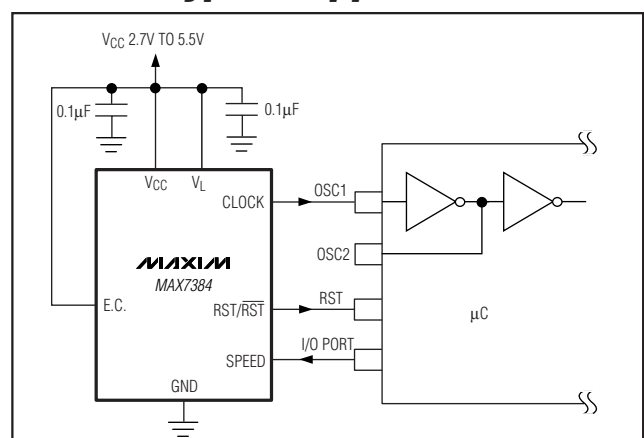 VCC 2.7V TO 5.5V
0.1µF
0.1µF
VCC
VL
CLOCK
OSC1
MAXIM
MAX7384
OSC2
E.C.
RST/R̅S̅T̅
RST
µC
I/O PORT
SPEED
GND